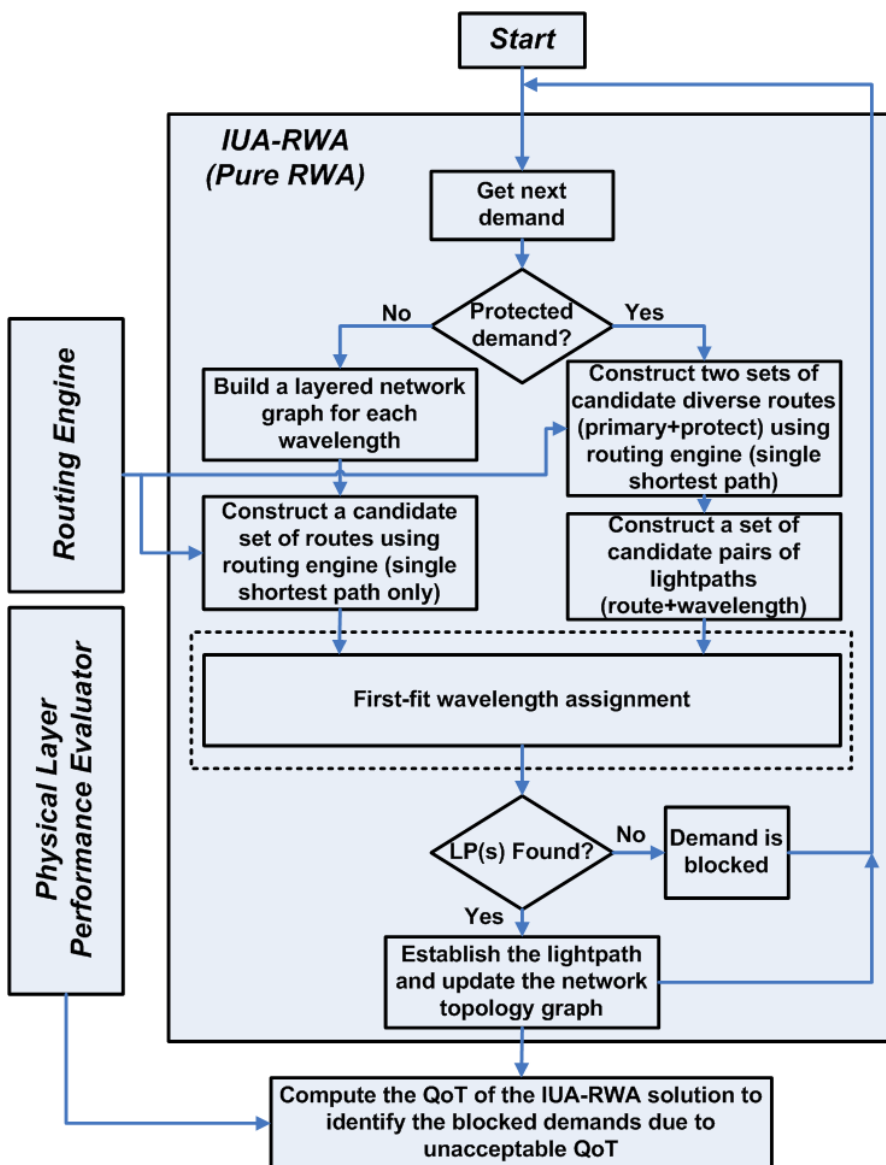 Start
IUA-RWA
(Pure RWA)
Get next
demand
Protected
demand?
No
Yes
Build a layered network
graph for each
wavelength
Construct two sets of
candidate diverse routes
(primary+protect) using
routing engine (single
shortest path)
Routing Engine
Construct a candidate
set of routes using
routing engine (single
shortest path only)
Construct a set of
candidate pairs of
lightpaths
(route+wavelength)
First-fit wavelength assignment
Physical Layer
Performance Evaluator
LP(s) Found?
No
Demand is
blocked
Yes
Establish the lightpath
and update the network
topology graph
Compute the QoT of the IUA-RWA solution to
identify the blocked demands due to
unacceptable QoT